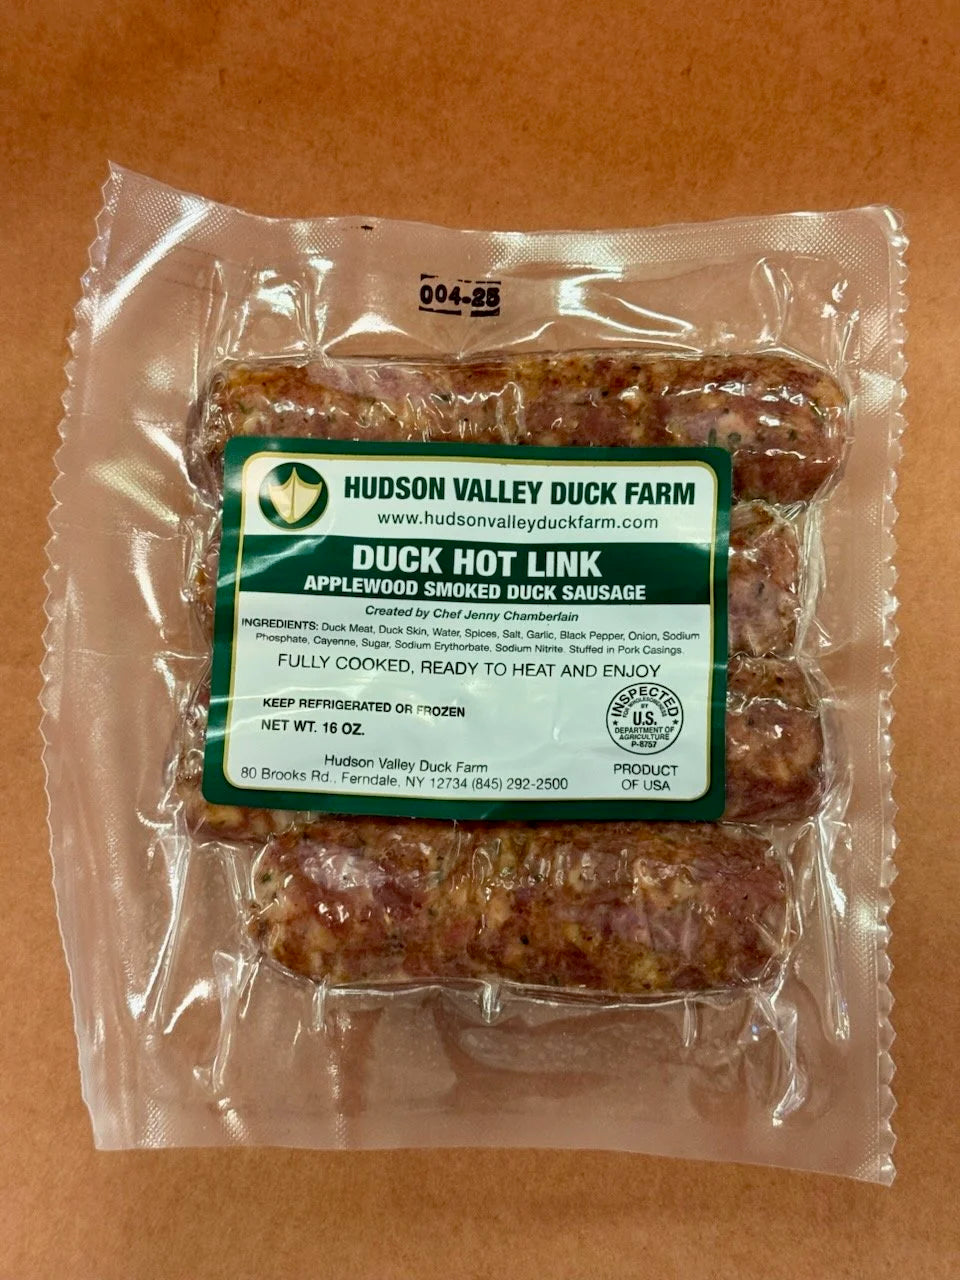 004-25
HUDSON VALLEY DUCK FARM
www.hudsonvalleyduckfarm.com
DUCK HOT LINK
APPLEWOOD SMOKED DUCK SAUSAGE
Created by Chef Jenny Chamberlain
INGREDIENTS: Duck Meat, Duck Skin, Water, Spices, Salt, Garlic, Black Pepper, Onion, Sodium
Phosphate, Cayenne, Sugar, Sodium Erythorbate, Sodium Nitrite. Stuffed in Pork Casings.
FULLY COOKED, READY TO HEAT AND ENJOY
KEEP REFRIGERATED OR FROZEN
NET WT. 16 OZ.
INSPECTED
FOR WHOLESOMENESS
BY
U.S.
DEPARTMENT OF
AGRICULTURE
P-8757
Hudson Valley Duck Farm
80 Brooks Rd., Ferndale, NY 12734 (845) 292-2500
PRODUCT
OF USA